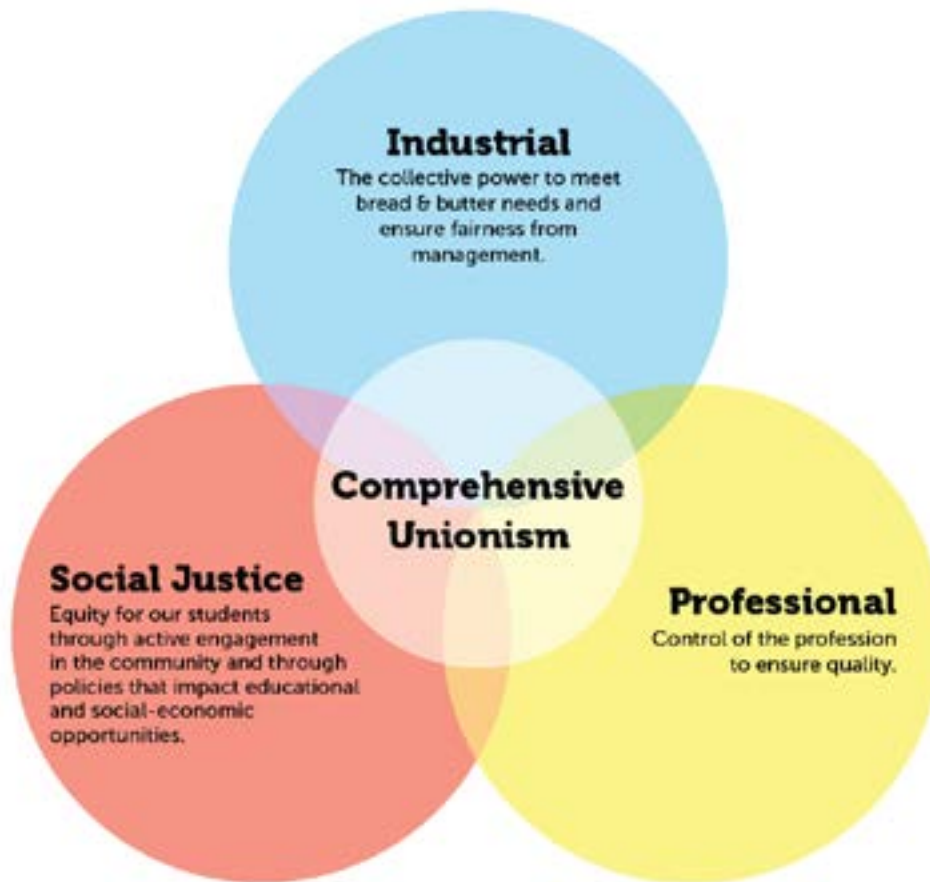 Industrial
The collective power to meet
bread & butter needs and
ensure fairness from
management.
Comprehensive
Unionism
Social Justice
Equity for our students
through active engagement
in the community and through
policies that impact educational
and social-economic
opportunities.
Professional
Control of the profession
to ensure quality.